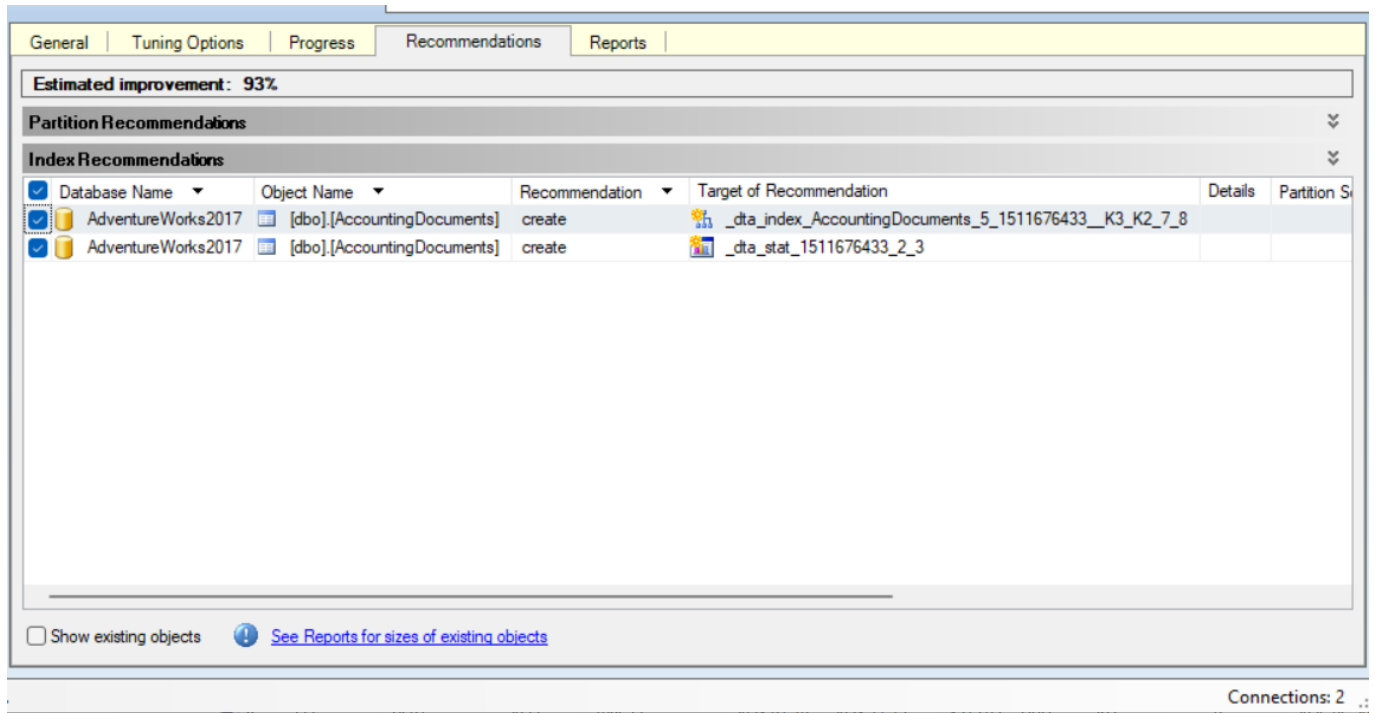 General Tuning Options Progress Recommendations Reports
Estimated improvement: 93%
Partition Recommendations
Index Recommendations
Database Name Object Name Recommendation Target of Recommendation Details Partition S
AdventureWorks2017 [dbo].[AccountingDocuments] create _dta_index_AccountingDocuments_5_1511676433__K3_K2_7_8
AdventureWorks2017 [dbo].[AccountingDocuments] create _dta_stat_1511676433_2_3
Show existing objects See Reports for sizes of existing objects
Connections: 2